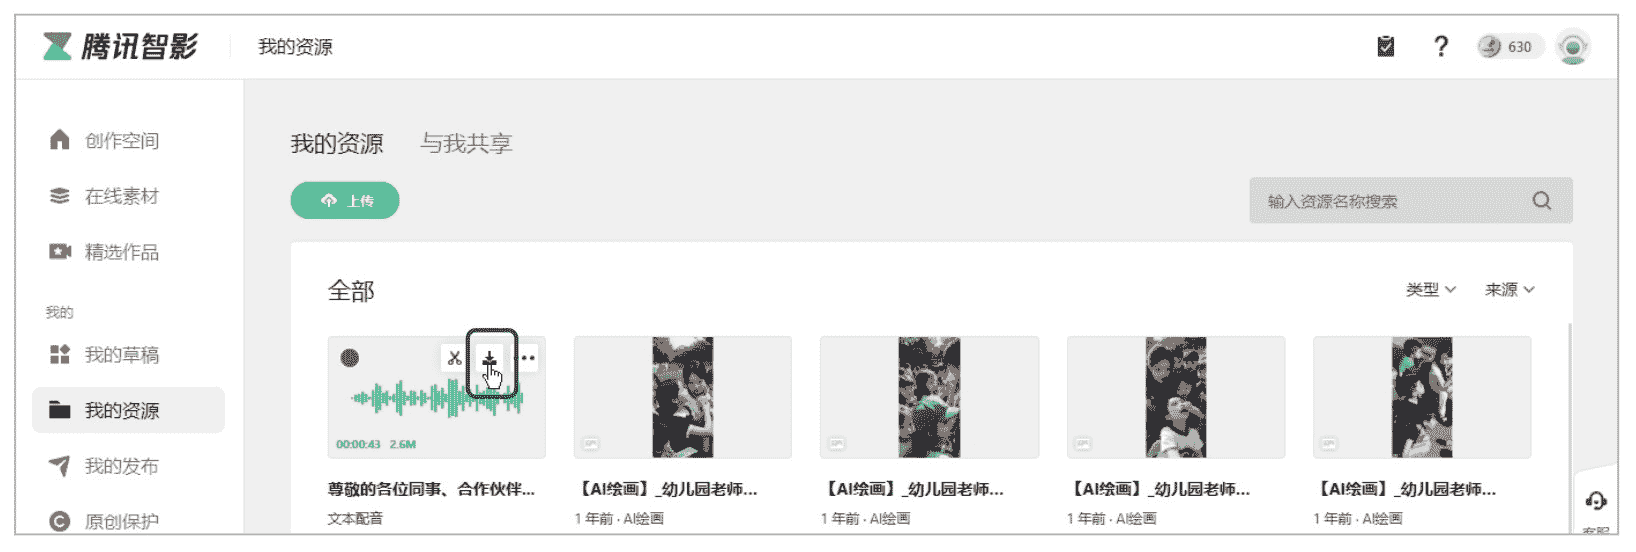 腾讯智影
我的资源
630
创作空间
在线素材
精选作品
我的
我的草稿
我的资源
我的发布
原创保护
我的资源 与我共享
上传
输入资源名称搜索
全部
类型 来源
00:00:43 2.6M
尊敬的各位同事、合作伙伴...
文本配音
【AI绘画】_幼儿园老师...
1 年前 · AI绘画
【AI绘画】_幼儿园老师...
1 年前 · AI绘画
【AI绘画】_幼儿园老师...
1 年前 · AI绘画
【AI绘画】_幼儿园老师...
1 年前 · AI绘画
客服